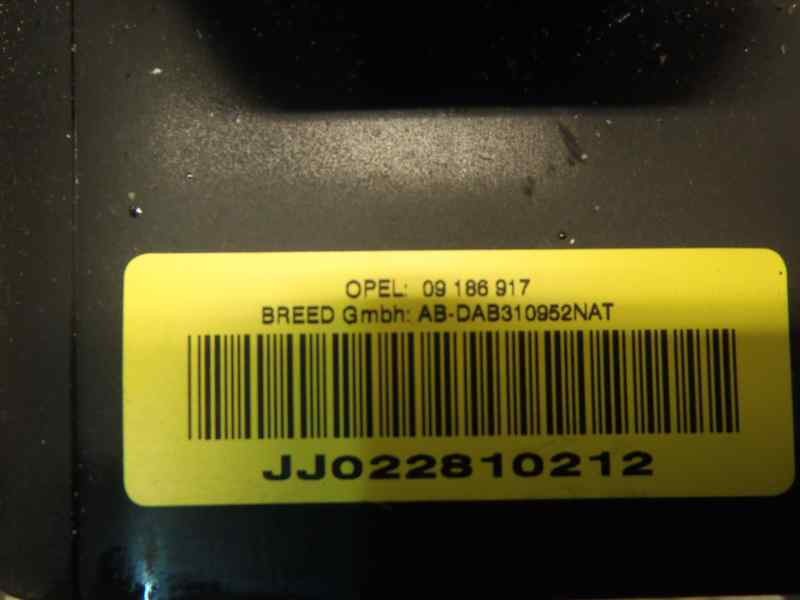 OPEL: 09 186 917
BREED Gmbh: AB-DAB310952NAT
JJ022810212